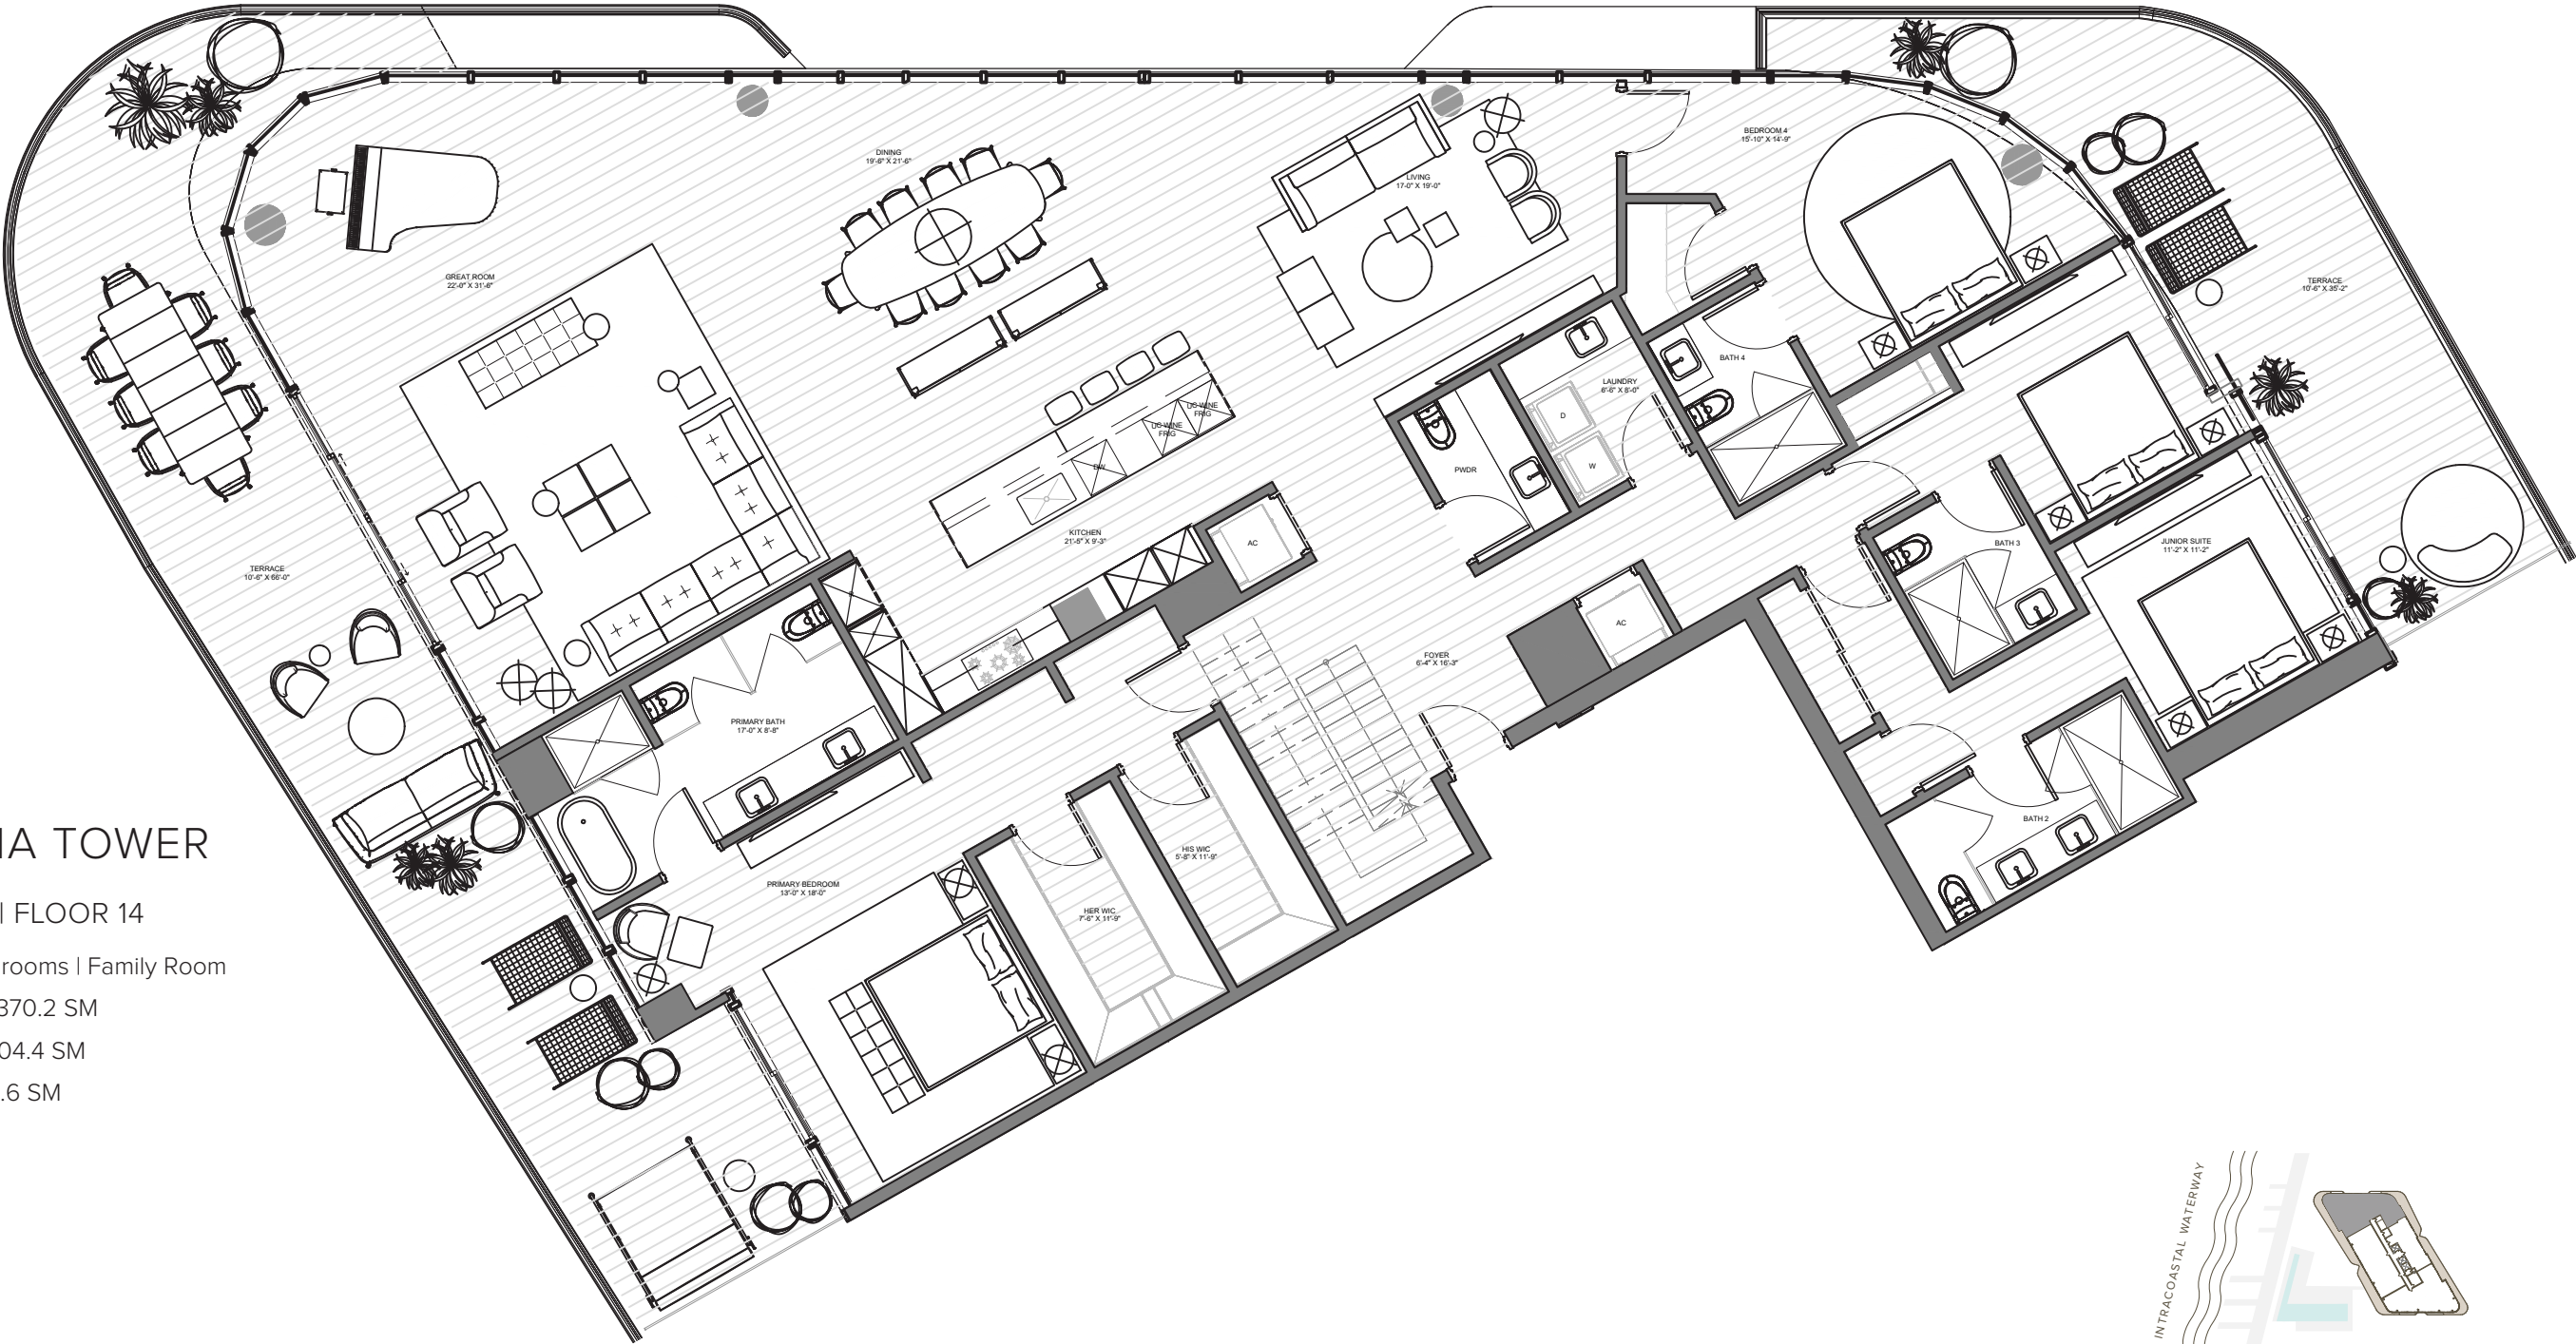 BEDROOM 4
15'-10" X 14'-9"
DINING
19'-6" X 21'-6"
LIVING
17'-0" X 19'-0"
GREAT ROOM
22'-0" X 31'-6"
TERRACE
10'-6" X 35'-2"
BATH 4
LAUNDRY
6'-6" X 8'-0"
UC WINE
FRIG
D
UC WINE
FRIG
DW
PWDR
W
KITCHEN
21'-5" X 9'-3"
AC
BATH 3
JUNIOR SUITE
11'-2" X 11'-2"
TERRACE
10'-6" X 66'-0"
AC
FOYER
6'-4" X 16'-3"
PRIMARY BATH
17'-0" X 8'-8"
BATH 2
HIS WIC
5'-8" X 11'-9"
PRIMARY BEDROOM
13'-0" X 18'-0"
HER WIC
7'-6" X 11'-9"
IA TOWER
| FLOOR 14
rooms | Family Room
370.2 SM
04.4 SM
.6 SM
INTRACOASTAL WATERWAY